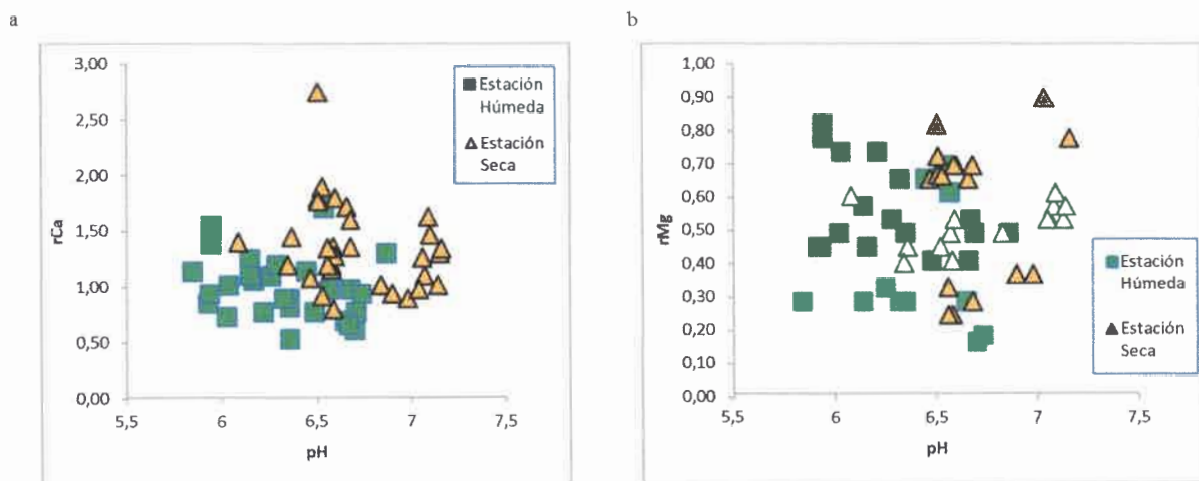 a
rCa
3,00
2,50
2,00
1,50
1,00
0,50
0,00
5,5
6
6,5
7
7,5
pH
Estación
Húmeda
Estación
Seca
b
rMg
1,00
0,90
0,80
0,70
0,60
0,50
0,40
0,30
0,20
0,10
0,00
5,5
6
6,5
7
7,5
pH
Estación
Húmeda
Estación
Seca